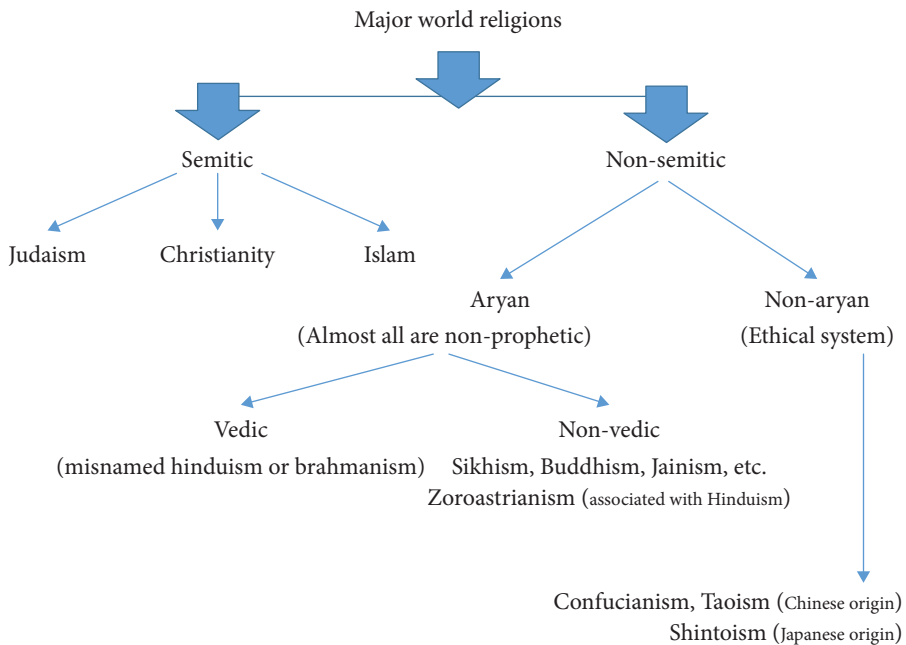 Major world religions
Semitic
Non-semitic
Judaism
Christianity
Islam
Aryan
(Almost all are non-prophetic)
Non-aryan
(Ethical system)
Vedic
(misnamed hinduism or brahmanism)
Non-vedic
Sikhism, Buddhism, Jainism, etc.
Zoroastrianism (associated with Hinduism)
Confucianism, Taoism (Chinese origin)
Shintoism (Japanese origin)